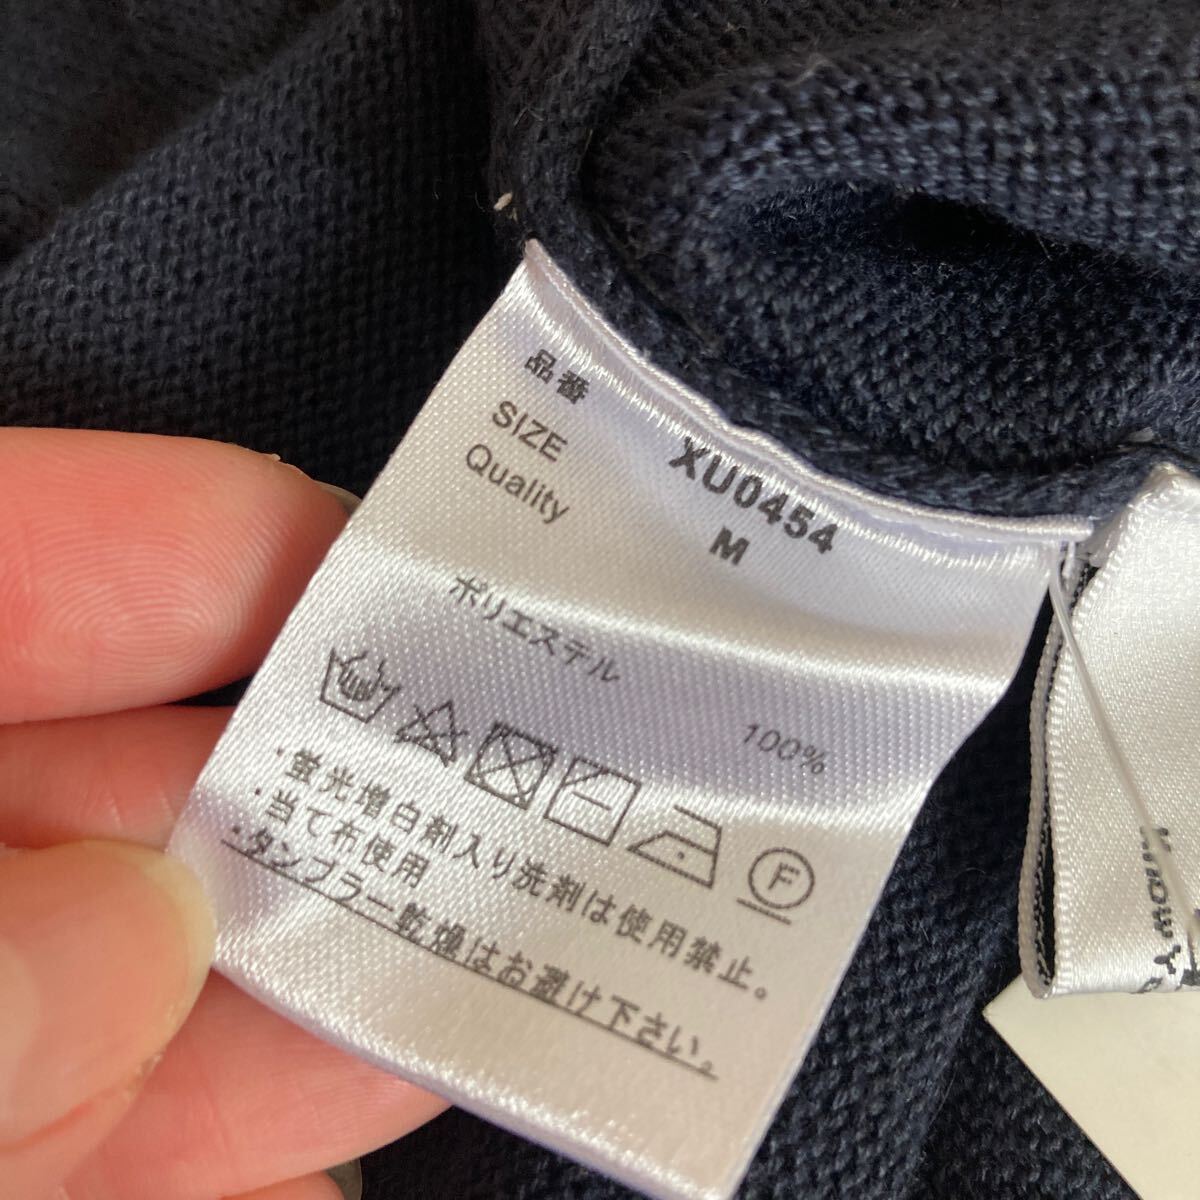 品番 XU0454
SIZE M
Quality
ポリエステル 100%
F
・蛍光増白剤入り洗剤は使用禁止。
・当て布使用
・タンブラー乾燥はお避け下さい。